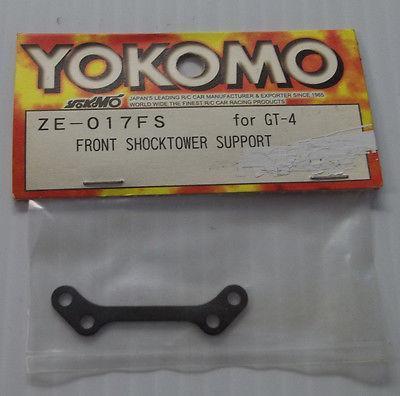 YOKOMO
YOKOMO
JAPAN'S LEADING R/C CAR MANUFACTURER & EXPORTER SINCE 1965
WORLD WIDE THE FINEST R/C CAR RACING PRODUCTS
ZE-017FS for GT-4
FRONT SHOCKTOWER SUPPORT